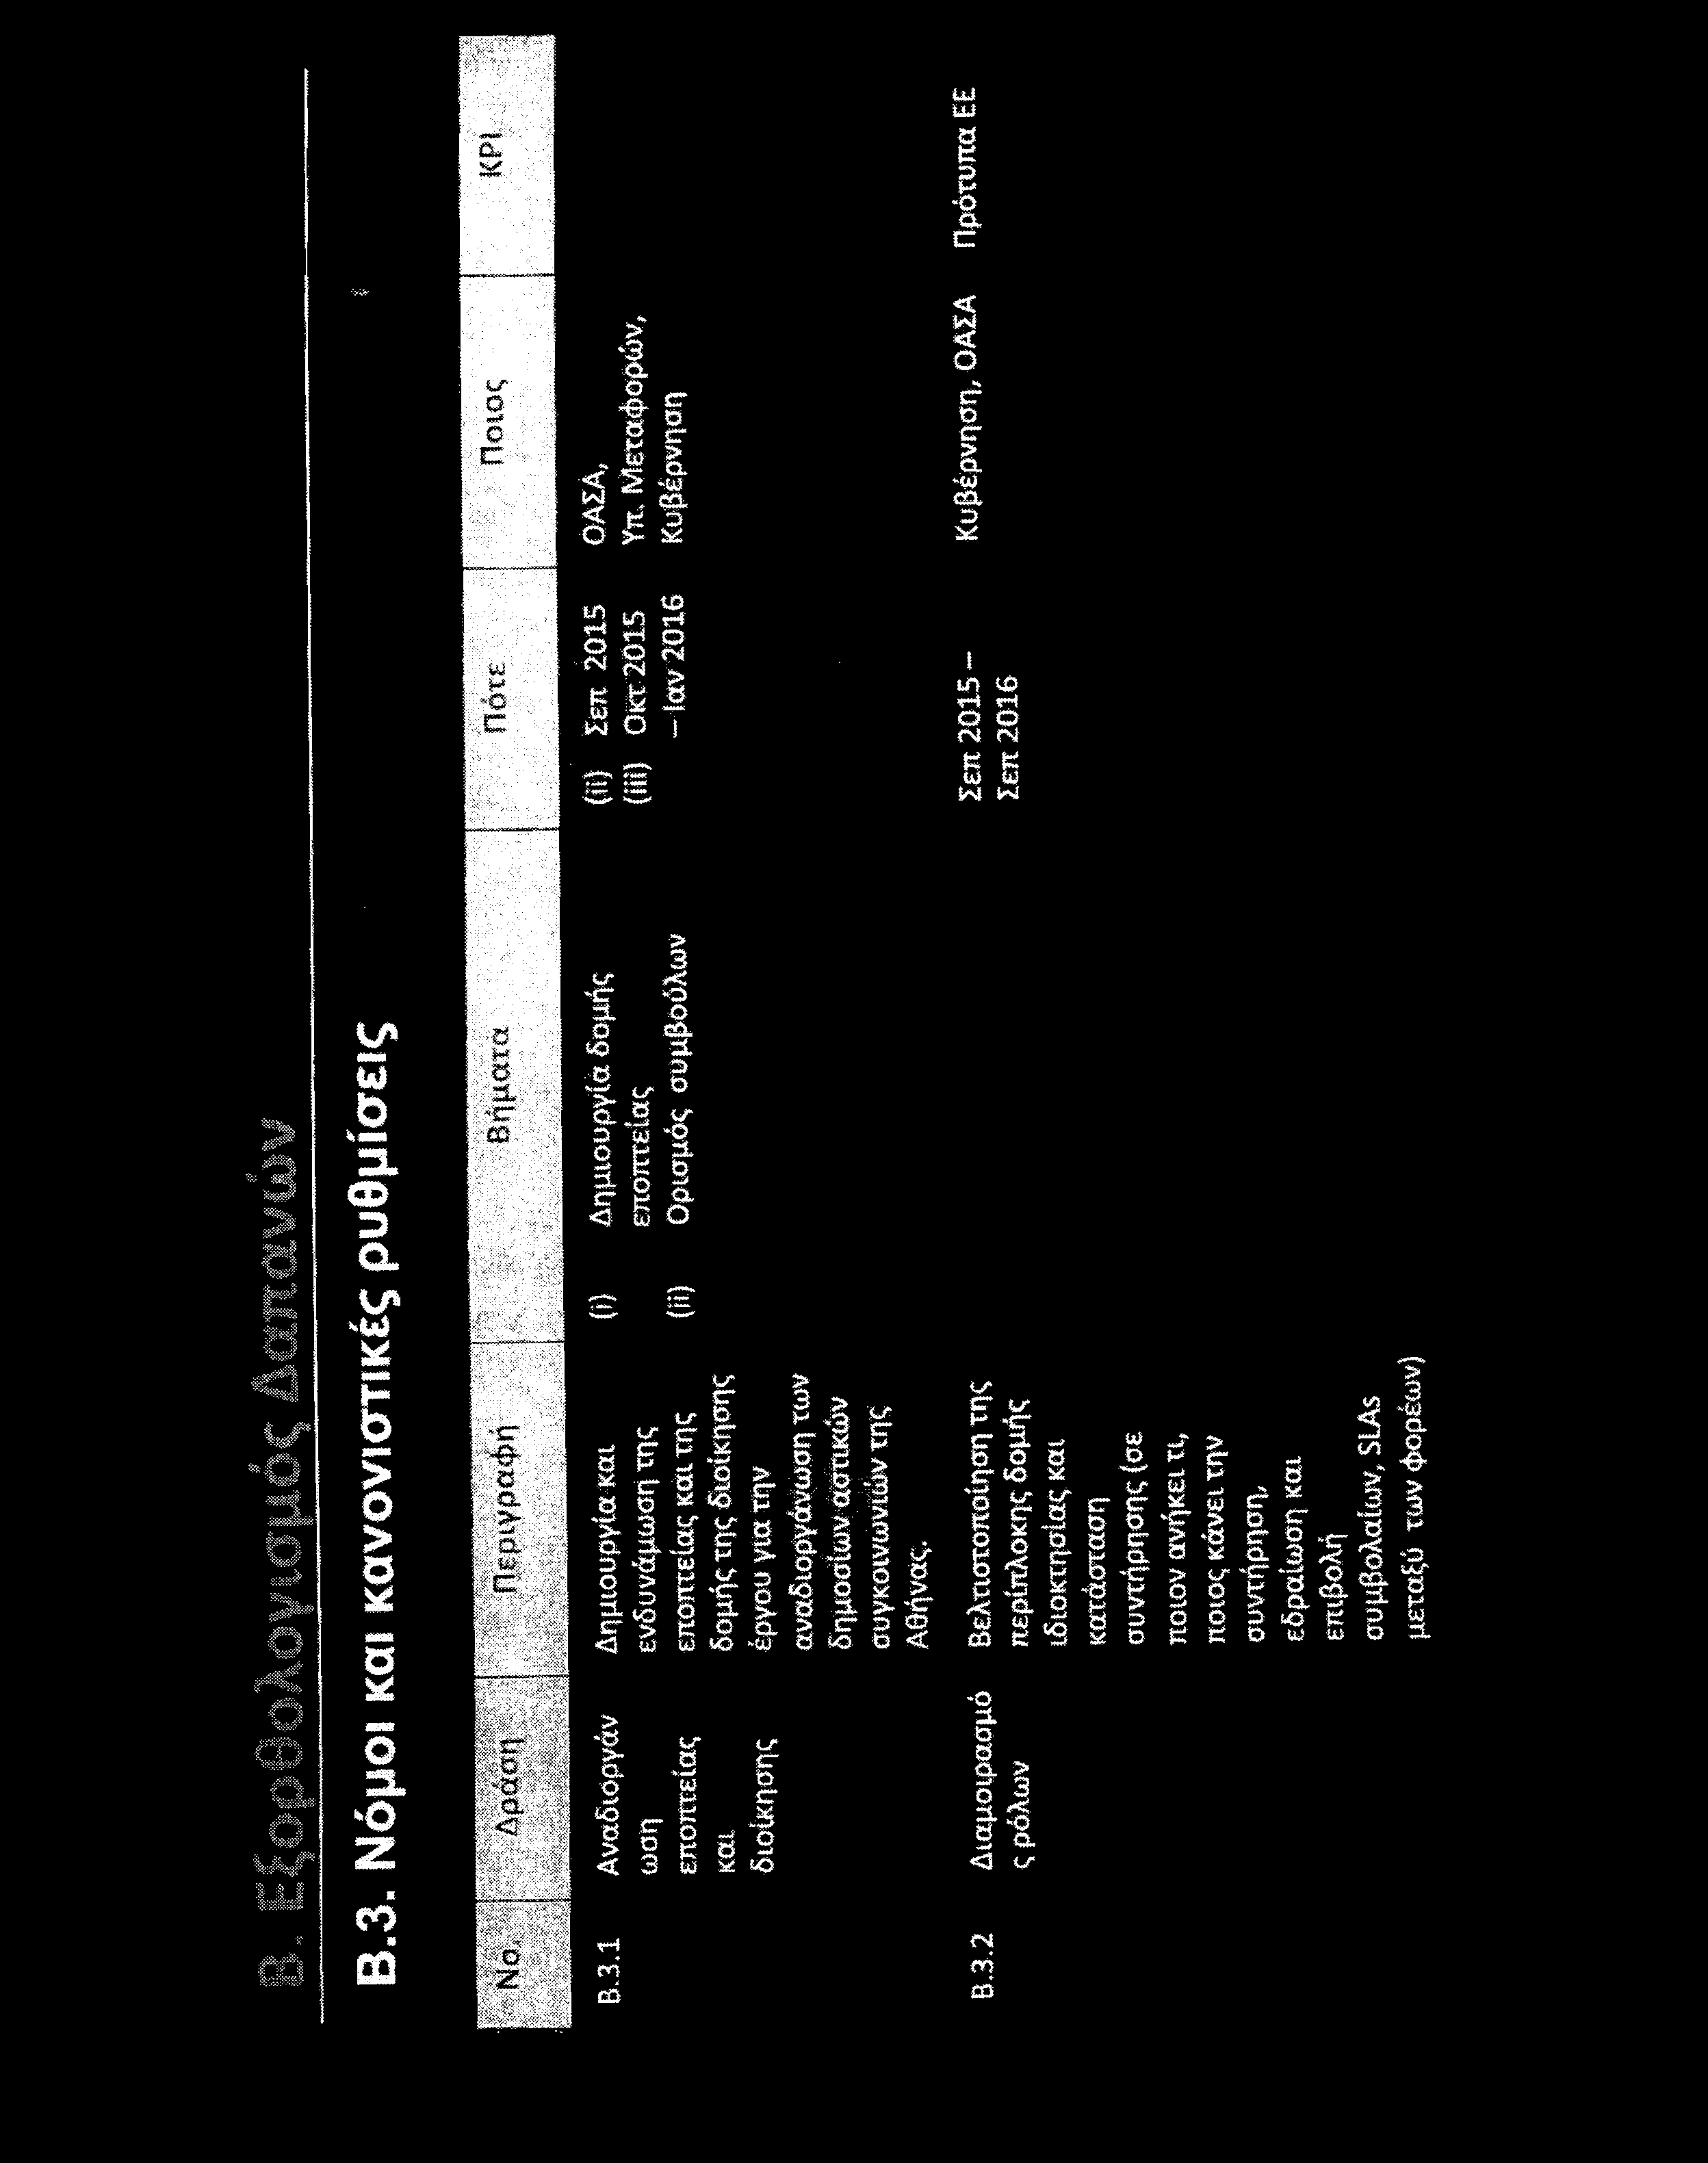 Β. Εξορθολογισμός Δαπανών
Β.3. Νόμοι και κανονιστικές ρυθμίσεις
Νο. Δράση Περιγραφή Βήματα Πότε Ποιος KPI
Β.3.1
Αναδιοργάν
ωση
εποπτείας
και
διοίκησης
Δημιουργία και
ενδυνάμωση της
εποπτείας και της
δομής της διοίκησης
έργου για την
αναδιοργάνωση των
δημοσίων αστικών
συγκοινωνιών της
Αθήνας.
(i) Δημιουργία δομής
εποπτείας
(ii) Ορισμός συμβούλων
(ii) Σεπ 2015
(iii) Οκτ 2015
– Ιαν 2016
ΟΑΣΑ,
Υπ. Μεταφορών,
Κυβέρνηση
Β.3.2
Διαμοιρασμό
ς ρόλων
Βελτιστοποίηση της
περίπλοκης δομής
ιδιοκτησίας και
κατάσταση
συντήρησης (σε
ποιον ανήκει τι,
ποιος κάνει την
συντήρηση,
εδραίωση και
επιβολή
συμβολαίων, SLAs
μεταξύ των φορέων)
Σεπ 2015 –
Σεπ 2016
Κυβέρνηση, ΟΑΣΑ
Πρότυπα ΕΕ